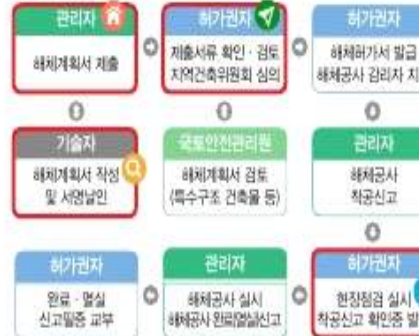 관리자
해체계획서 제출
허가권자
제출서류 확인 · 검토
지역건축위원회 심의
허가권자
해체허가서 발급
해체공사 감리자 지
기술자
해체계획서 작성
및 서명날인
국토안전관리원
해체계획서 검토
(특수구조 건축물 등)
관리자
해체공사
착공신고
허가권자
완료 · 멸실
신고필증 교부
관리자
해체공사 실시
해체공사 완료멸실신고
허가권자
현장점검 실시
착공신고 확인증 발